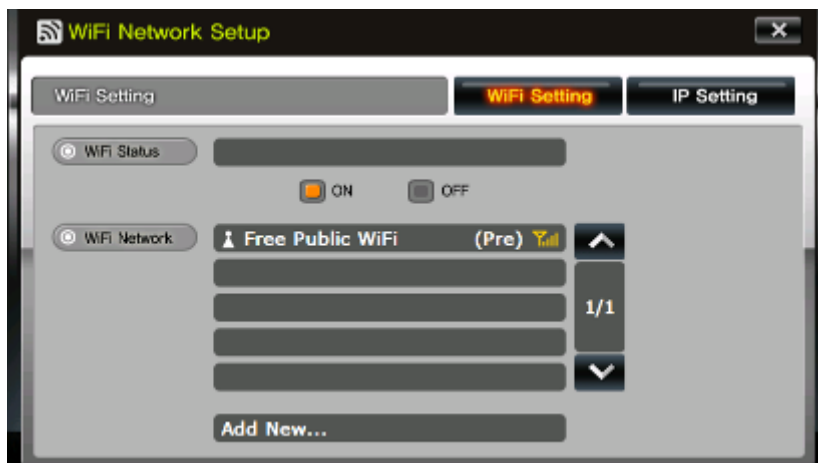 WiFi Network Setup
WiFi Setting WiFi Setting IP Setting
WiFi Status
ON OFF
WiFi Network Free Public WiFi (Pre)
1/1
Add New...